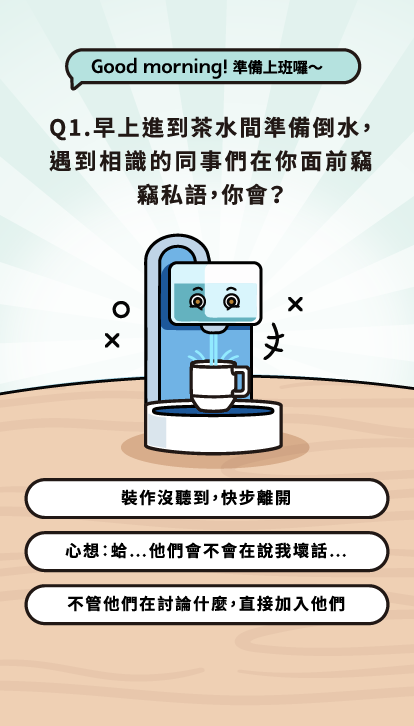 Good morning! 準備上班囉～
Q1.早上進到茶水間準備倒水，
遇到相識的同事們在你面前竊
竊私語，你會？
裝作沒聽到，快步離開
心想：蛤...他們會不會在說我壞話...
不管他們在討論什麼，直接加入他們